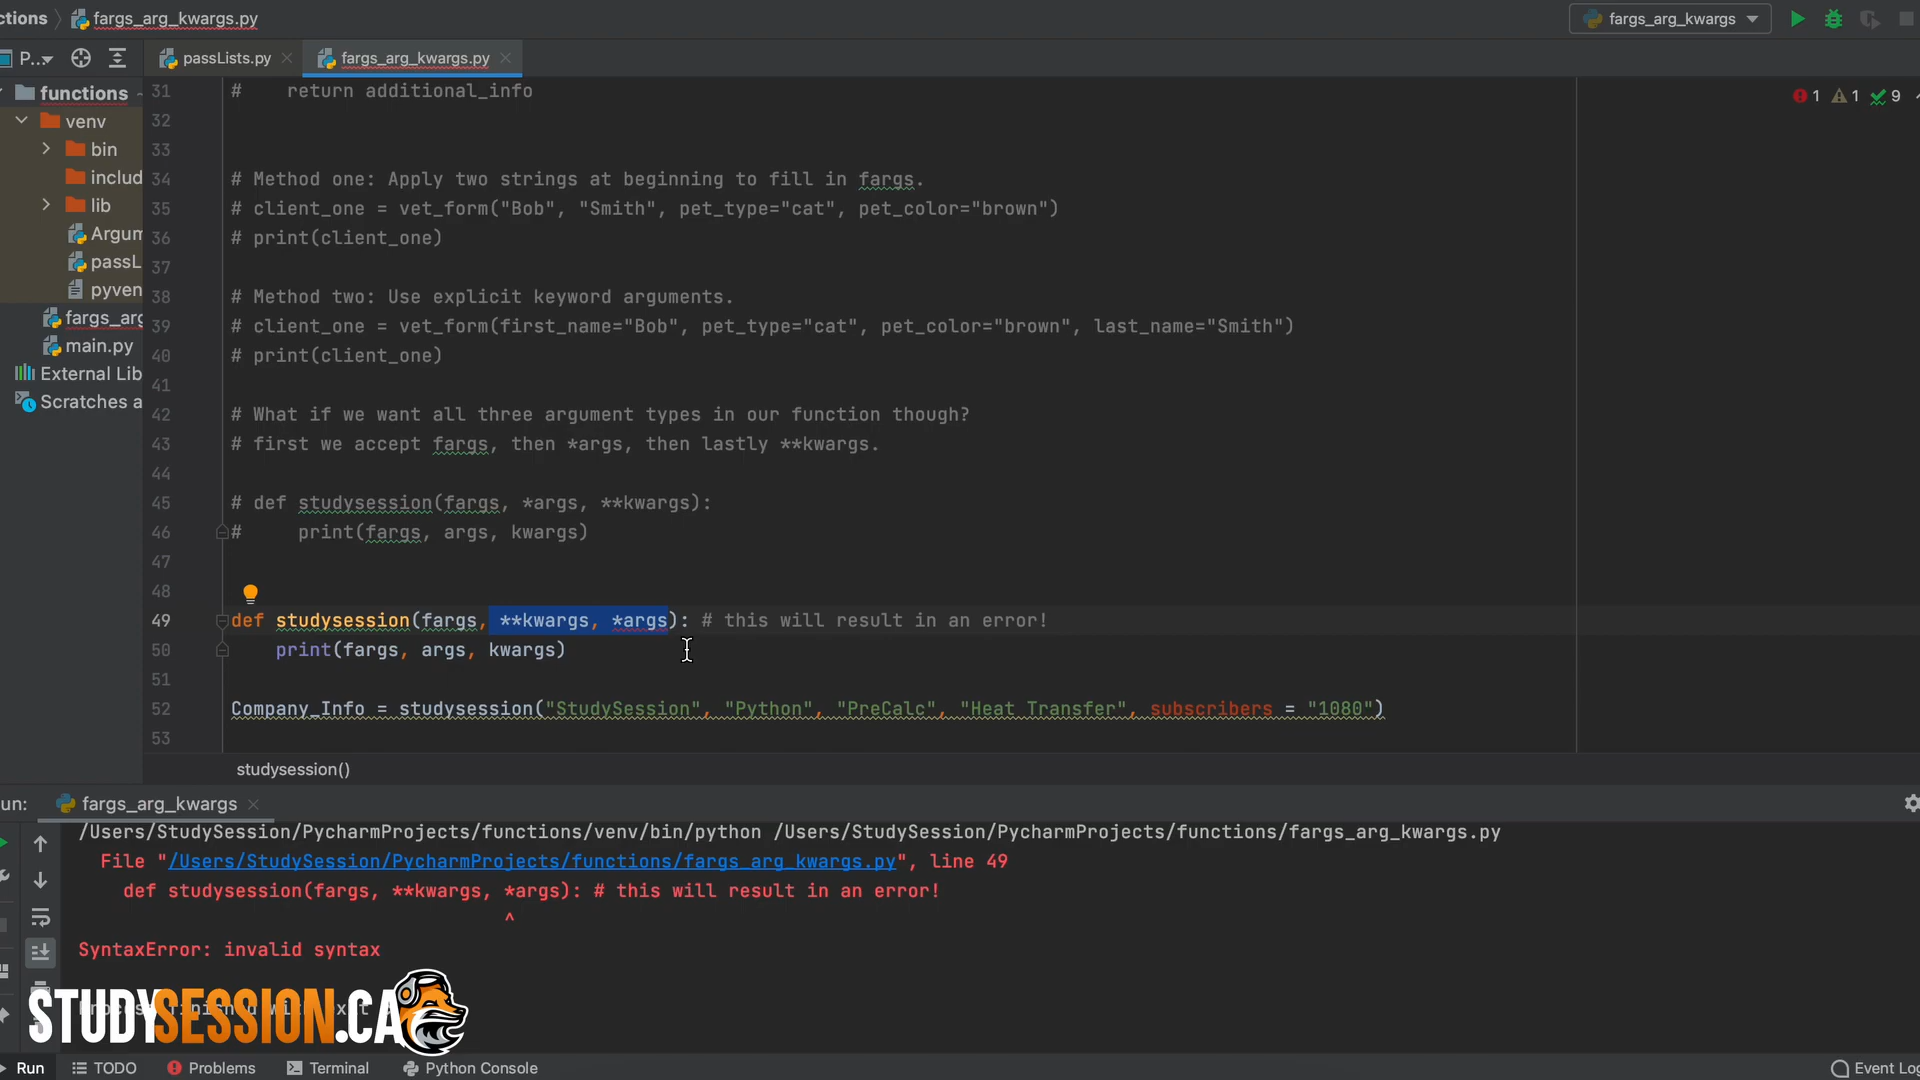 ctions fargs_arg_kwargs.py
fargs_arg_kwargs
P... passLists.py fargs_arg_kwargs.py
functions
venv
bin
includ
lib
Argum
passL
pyven
fargs_arg
main.py
External Lib
Scratches a
1 1 9
31 #    return additional_info
32
33
34 # Method one: Apply two strings at beginning to fill in fargs.
35 # client_one = vet_form("Bob", "Smith", pet_type="cat", pet_color="brown")
36 # print(client_one)
37
38 # Method two: Use explicit keyword arguments.
39 # client_one = vet_form(first_name="Bob", pet_type="cat", pet_color="brown", last_name="Smith")
40 # print(client_one)
41
42 # What if we want all three argument types in our function though?
43 # first we accept fargs, then *args, then lastly **kwargs.
44
45 # def studysession(fargs, *args, **kwargs):
46 #     print(fargs, args, kwargs)
47
48
49 def studysession(fargs, **kwargs, *args): # this will result in an error!
50     print(fargs, args, kwargs)
51
52 Company_Info = studysession("StudySession", "Python", "PreCalc", "Heat Transfer", subscribers = "1080")
53
studysession()
un: fargs_arg_kwargs
/Users/StudySession/PycharmProjects/functions/venv/bin/python /Users/StudySession/PycharmProjects/functions/fargs_arg_kwargs.py
File "/Users/StudySession/PycharmProjects/functions/fargs_arg_kwargs.py", line 49
def studysession(fargs, **kwargs, *args): # this will result in an error!
^
SyntaxError: invalid syntax
STUDYSESSION.CA
Run TODO Problems Terminal Python Console Event Log